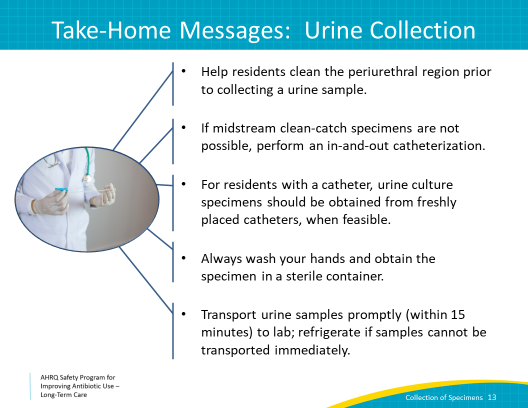 Take-Home Messages:  Urine Collection
• Help residents clean the periurethral region prior
to collecting a urine sample.
• If midstream clean-catch specimens are not
possible, perform an in-and-out catheterization.
• For residents with a catheter, urine culture
specimens should be obtained from freshly
placed catheters, when feasible.
• Always wash your hands and obtain the
specimen in a sterile container.
• Transport urine samples promptly (within 15
minutes) to lab; refrigerate if samples cannot be
transported immediately.
AHRQ Safety Program for
Improving Antibiotic Use –
Long-Term Care
Collection of Specimens 13